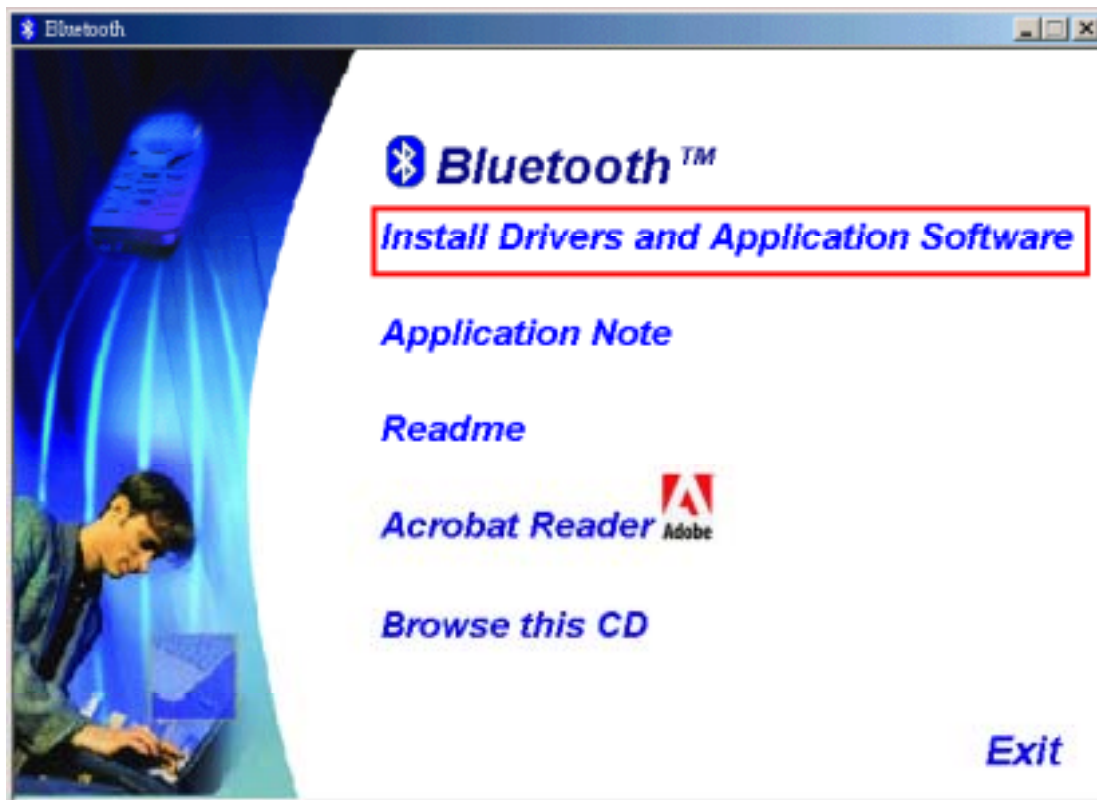 Bluetooth
Bluetooth™
Install Drivers and Application Software
Application Note
Readme
Acrobat Reader Adobe
Browse this CD
Exit